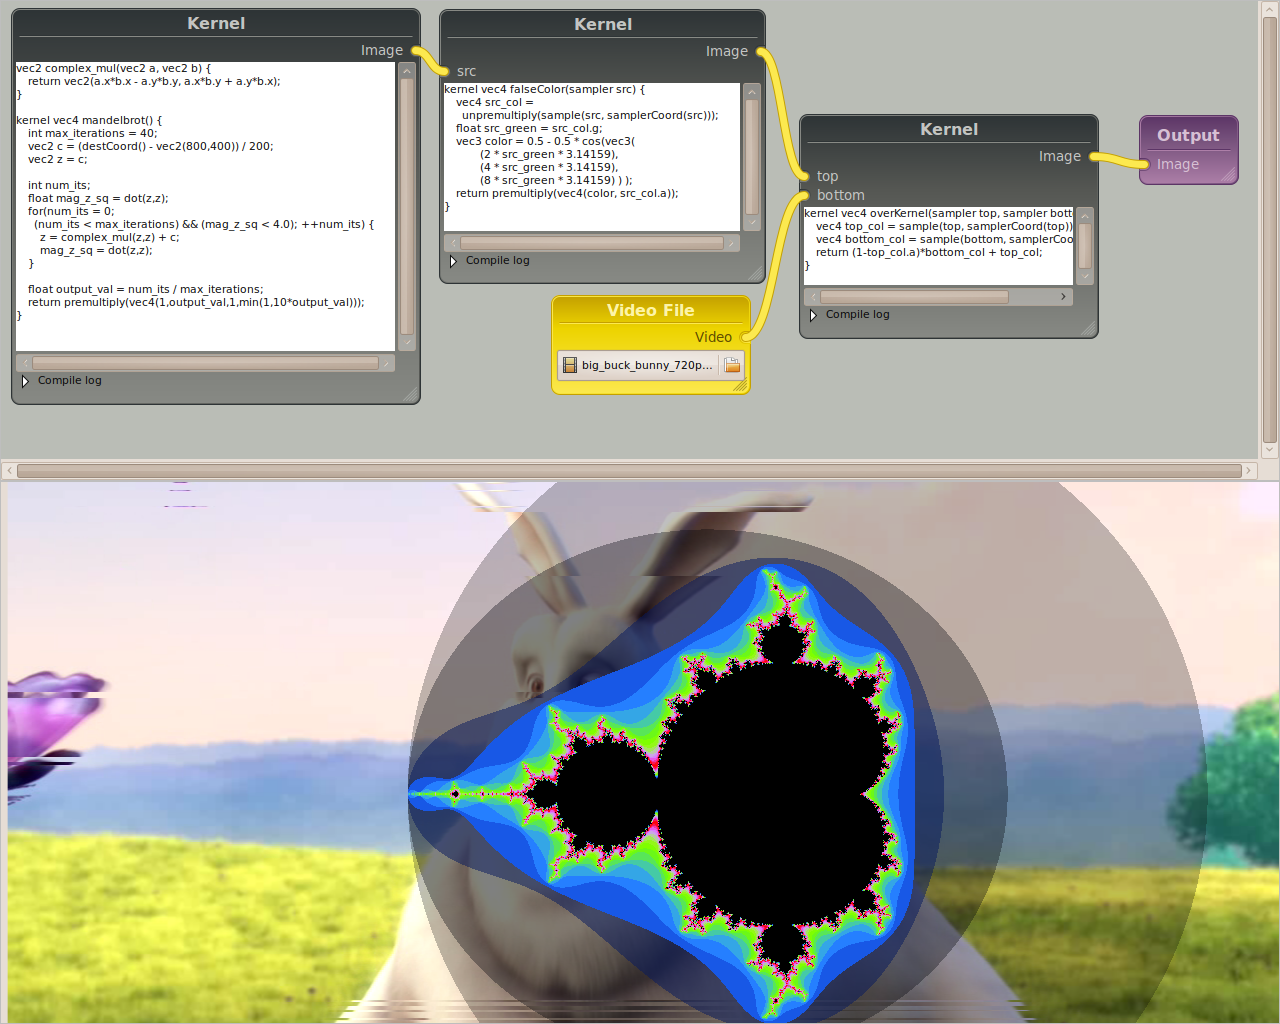 Kernel
Image
vec2 complex_mul(vec2 a, vec2 b) {
    return vec2(a.x*b.x - a.y*b.y, a.x*b.y + a.y*b.x);
}

kernel vec4 mandelbrot() {
    int max_iterations = 40;
    vec2 c = (destCoord() - vec2(800,400)) / 200;
    vec2 z = c;

    int num_its;
    float mag_z_sq = dot(z,z);
    for(num_its = 0;
      (num_its < max_iterations) && (mag_z_sq < 4.0); ++num_its) {
        z = complex_mul(z,z) + c;
        mag_z_sq = dot(z,z);
    }

    float output_val = num_its / max_iterations;
    return premultiply(vec4(1,output_val,1,min(1,10*output_val)));
}
Compile log
Kernel
Image
src
kernel vec4 falseColor(sampler src) {
    vec4 src_col =
      unpremultiply(sample(src, samplerCoord(src)));
    float src_green = src_col.g;
    vec3 color = 0.5 - 0.5 * cos(vec3(
            (2 * src_green * 3.14159),
            (4 * src_green * 3.14159),
            (8 * src_green * 3.14159) ) );
    return premultiply(vec4(color, src_col.a));
}
Compile log
Video File
Video
big_buck_bunny_720p...
Kernel
Image
top
bottom
kernel vec4 overKernel(sampler top, sampler bott
    vec4 top_col = sample(top, samplerCoord(top))
    vec4 bottom_col = sample(bottom, samplerCoo
    return (1-top_col.a)*bottom_col + top_col;
}
Compile log
Output
Image